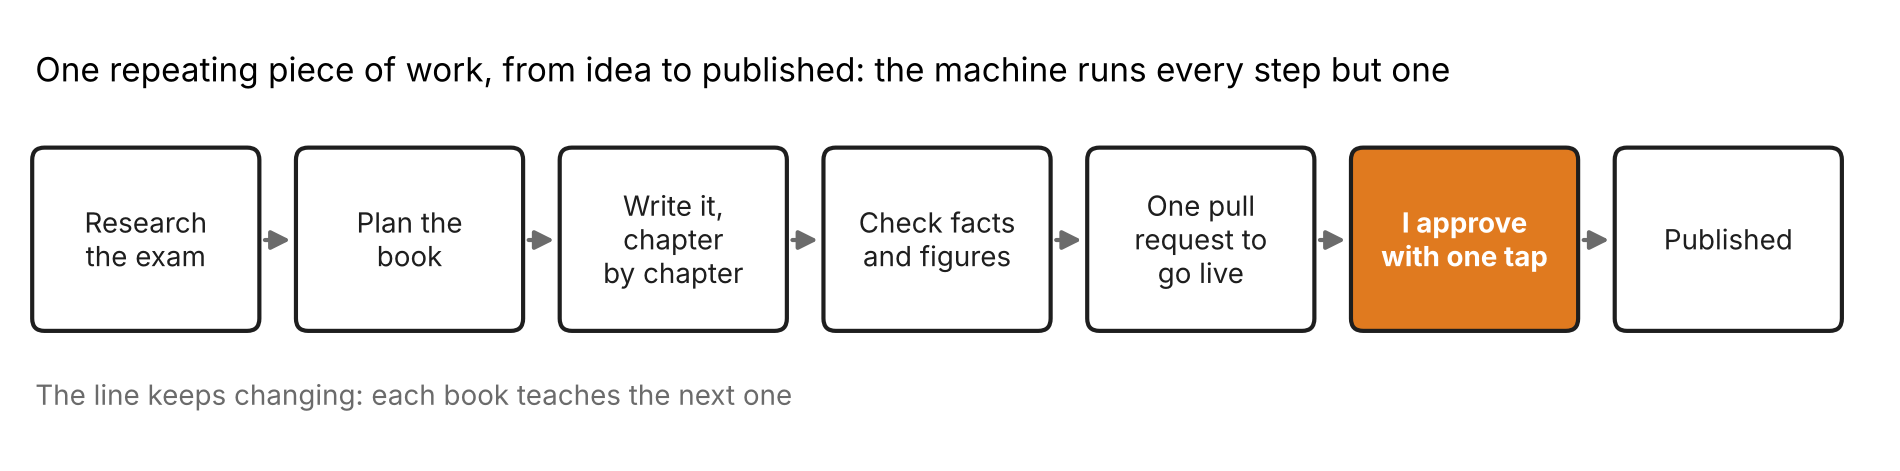 One repeating piece of work, from idea to published: the machine runs every step but one
Research
the exam
Plan the
book
Write it,
chapter
by chapter
Check facts
and figures
One pull
request to
go live
I approve
with one tap
Published
The line keeps changing: each book teaches the next one